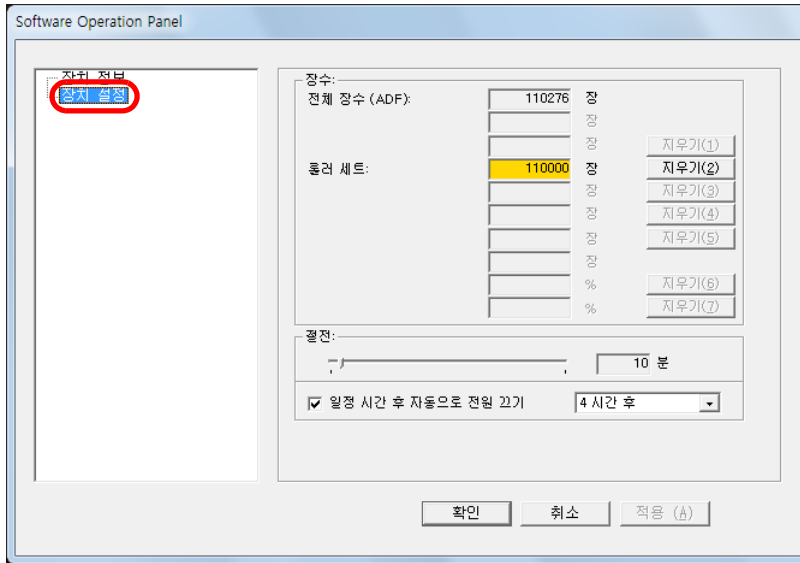 Software Operation Panel
장치 정보
장치 설정
장수:
전체 장수 (ADF): 110276 장
장
장 지우기(1)
롤러 세트: 110000 장 지우기(2)
장 지우기(3)
장 지우기(4)
장 지우기(5)
장
% 지우기(6)
% 지우기(7)
절전:
10 분
일정 시간 후 자동으로 전원 끄기 4 시간 후
확인 취소 적용 (A)